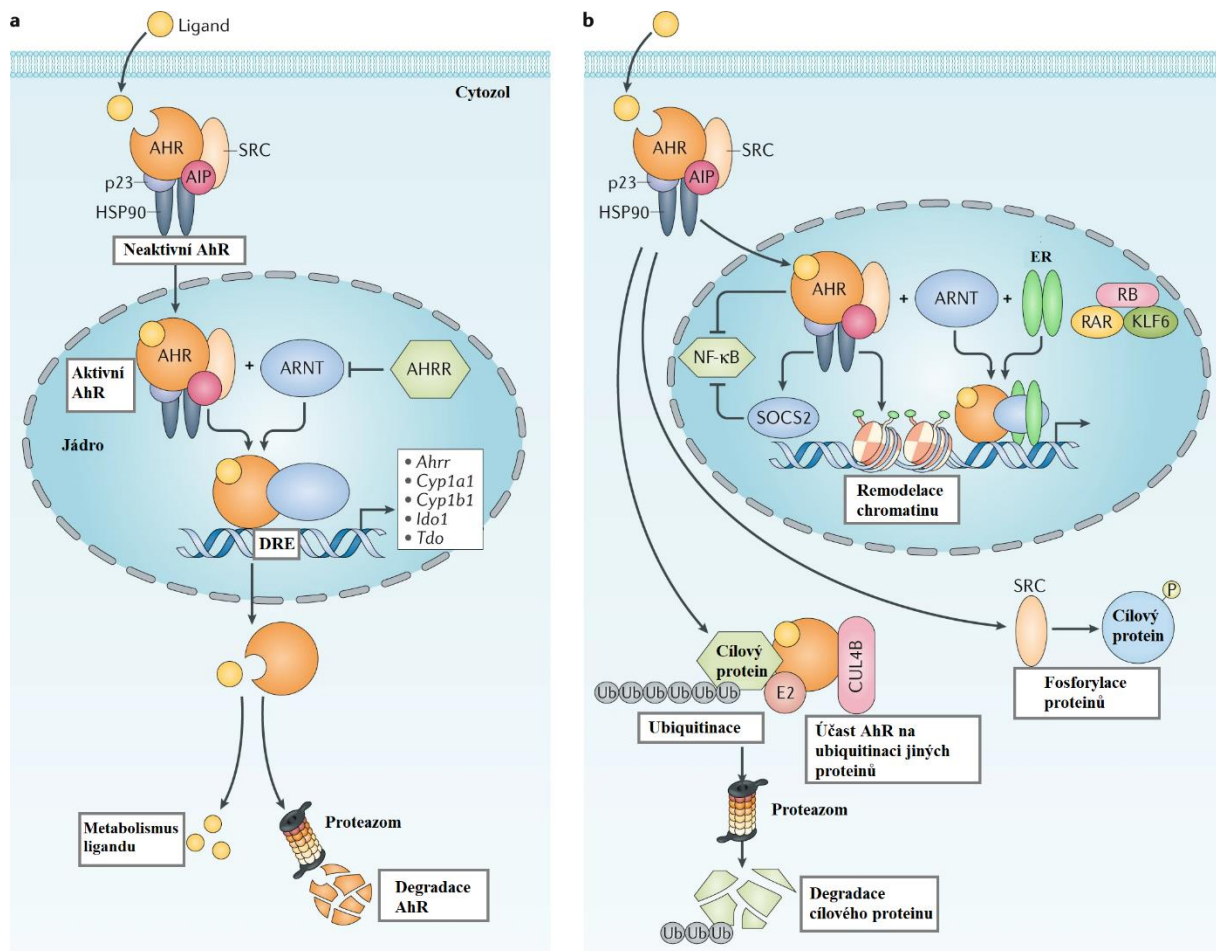 a
Ligand
Cytozol
AHR
SRC
AIP
p23
HSP90
Neaktivní AhR
AHR
Aktivní
AhR
+
ARNT
AHRR
Jádro
• Ahrr
• Cyp1a1
• Cyp1b1
• Ido1
• Tdo
DRE
Metabolismus
ligandu
Proteazom
Degradace
AhR
b
AHR
SRC
AIP
p23
HSP90
AHR
+
ARNT
+
ER
RB
RAR
KLF6
NF-κB
SOCS2
Remodelace
chromatinu
SRC
P
Cílový
protein
Fosforylace
proteinů
Cílový
protein
E2
CUL4B
Ub Ub Ub Ub Ub Ub
Ubiquitinace
Účast AhR na
ubiquitinaci jiných
proteinů
Proteazom
Degradace
cílového proteinu
Ub Ub Ub